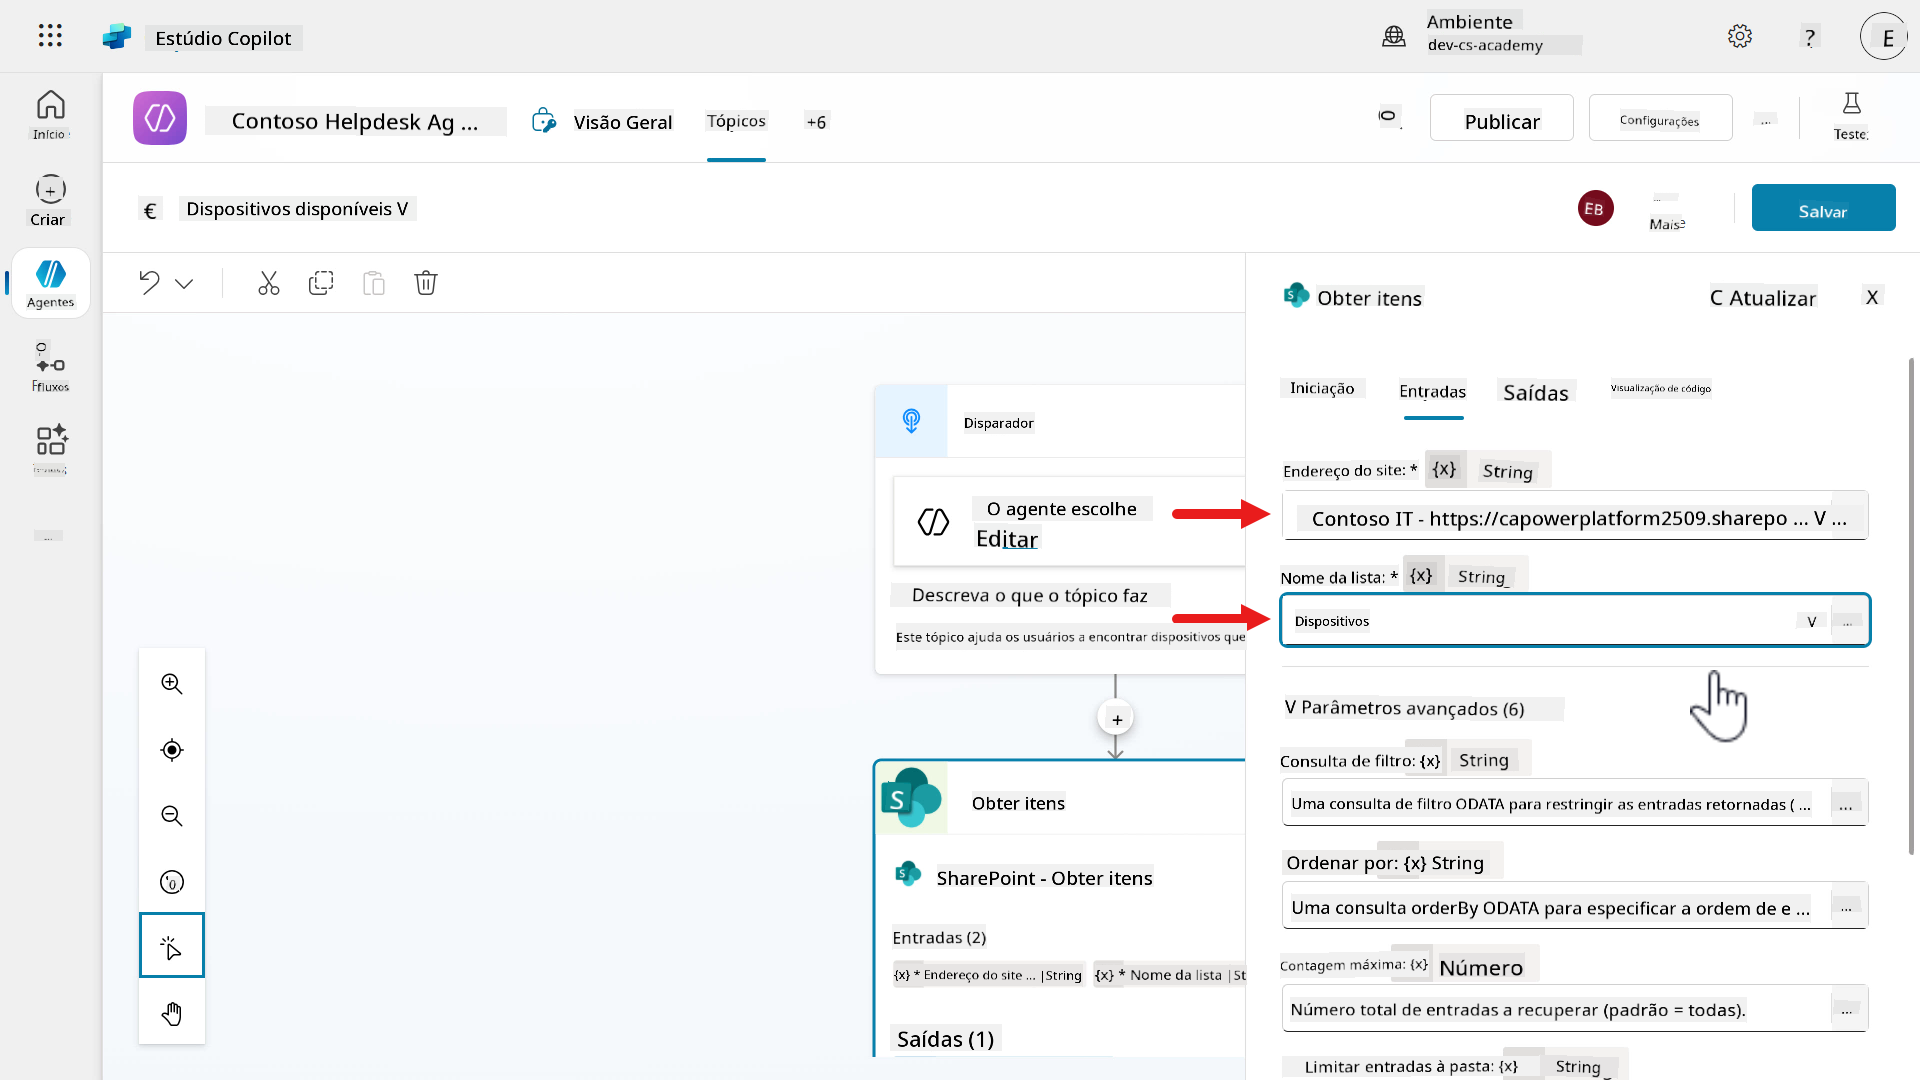 Estúdio Copilot
Ambiente
dev-cs-academy
?
E
Início
Criar
Agentes
Ffluxos
...
Contoso Helpdesk Ag ...
Visão Geral
Tópicos
+6
Publicar
Configurações
...
Teste
€ Dispositivos disponíveis V
EB
...
Mais
Salvar
Disparador
O agente escolhe
Editar
Descreva o que o tópico faz
Este tópico ajuda os usuários a encontrar dispositivos que
+
Obter itens
SharePoint - Obter itens
Entradas (2)
{x} * Endereço do site ... |String
{x} * Nome da lista |St
Saídas (1)
Obter itens
C Atualizar
X
Iniciação
Entradas
Saídas
Visualização de código
Endereço do site: * {x} String
Contoso IT - https://capowerplatform2509.sharepo ... V ...
Nome da lista: * {x} String
Dispositivos V ...
V Parâmetros avançados (6)
Consulta de filtro: {x} String
Uma consulta de filtro ODATA para restringir as entradas retornadas ( ... ...
Ordenar por: {x} String
Uma consulta orderBy ODATA para especificar a ordem de e ... ...
Contagem máxima: {x} Número
Número total de entradas a recuperar (padrão = todas). ...
Limitar entradas à pasta: {x} String